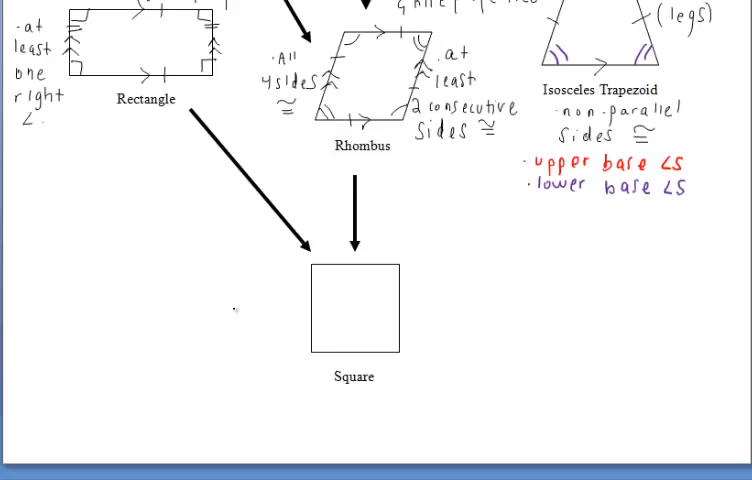 · at
least
one
right
∠.
Rectangle
· All
4 sides
≅
· at
least
2 consecutive
sides ≅
Rhombus
(legs)
Isosceles Trapezoid
· non-parallel
sides ≅
· upper base ∠s
· lower base ∠s
Square